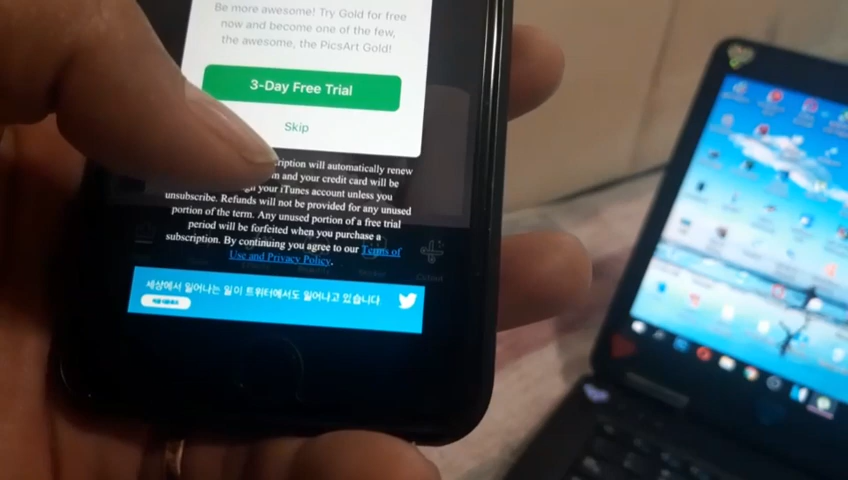 Be more awesome! Try Gold for free
now and become one of the few,
the awesome, the PicsArt Gold!
3-Day Free Trial
Skip
will automatically renew
and your credit card will be
your iTunes account unless you
unsubscribe. Refunds will not be provided for any unused
portion of the term. Any unused portion of a free trial
period will be forfeited when you purchase a
subscription. By continuing you agree to our Terms of
Use and Privacy Policy.
세상에서 일어나는 일이 트위터에서도 일어나고 있습니다.